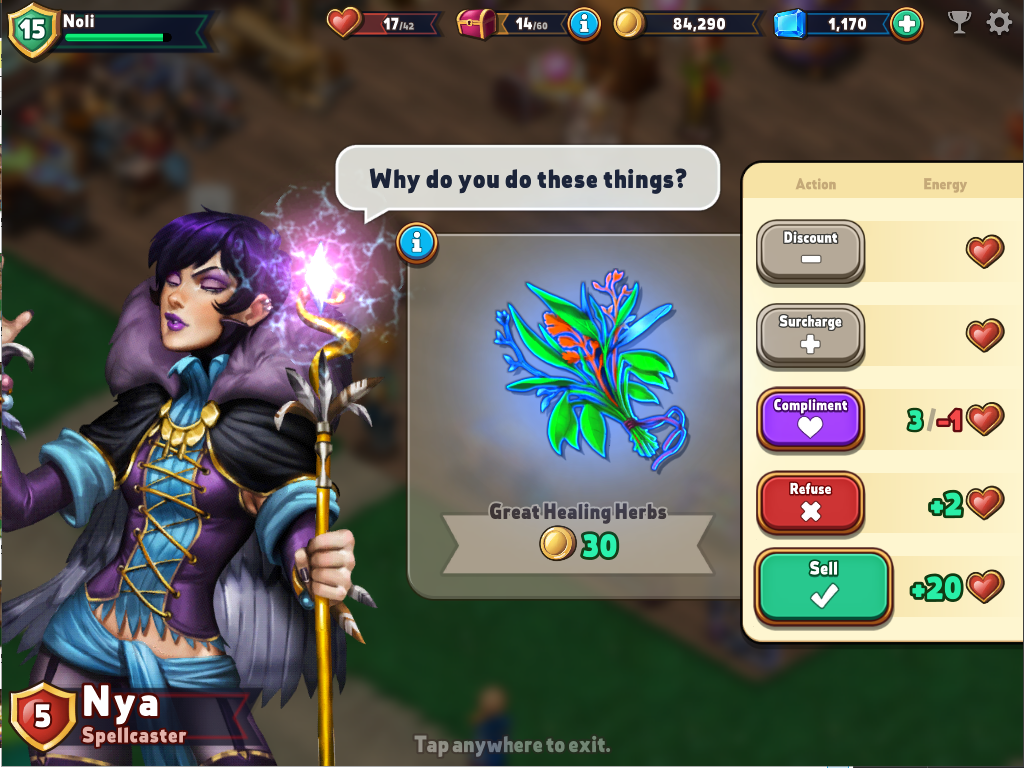 15 Noli 17/42 14/60 i 84,290 1,170
Why do you do these things?
Action Energy
i
Discount
Surcharge
Compliment 3/-1
Refuse +2
Great Healing Herbs
30
Sell +20
5 Nya
Spellcaster
Tap anywhere to exit.